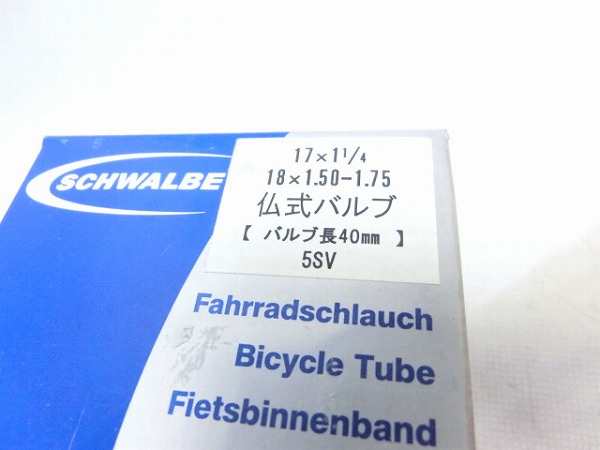 SCHWALBE
17×1 1/4
18×1.50-1.75
仏式バルブ
【 バルブ長40mm 】
5SV
Fahrradschlauch
Bicycle Tube
Fietsbinnenband